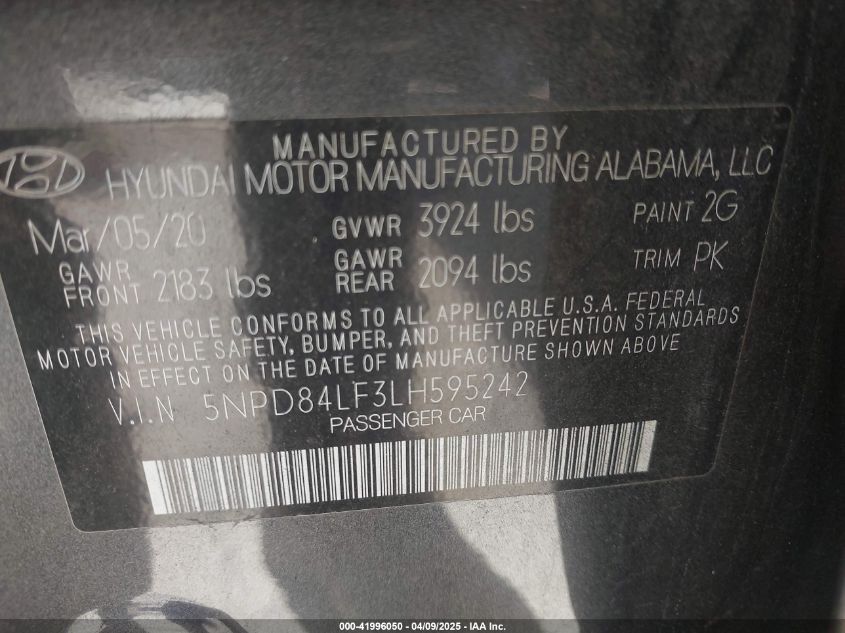 MANUFACTURED BY
HYUNDAI MOTOR MANUFACTURING ALABAMA, LLC
Mar/05/20 GVWR 3924 lbs PAINT 2G
GAWR FRONT 2183 lbs GAWR REAR 2094 lbs TRIM PK
THIS VEHICLE CONFORMS TO ALL APPLICABLE U.S.A. FEDERAL
MOTOR VEHICLE SAFETY, BUMPER, AND THEFT PREVENTION STANDARDS
IN EFFECT ON THE DATE OF MANUFACTURE SHOWN ABOVE
V.I.N 5NPD84LF3LH595242
PASSENGER CAR
000-41996050 - 04/09/2025 - IAA Inc.